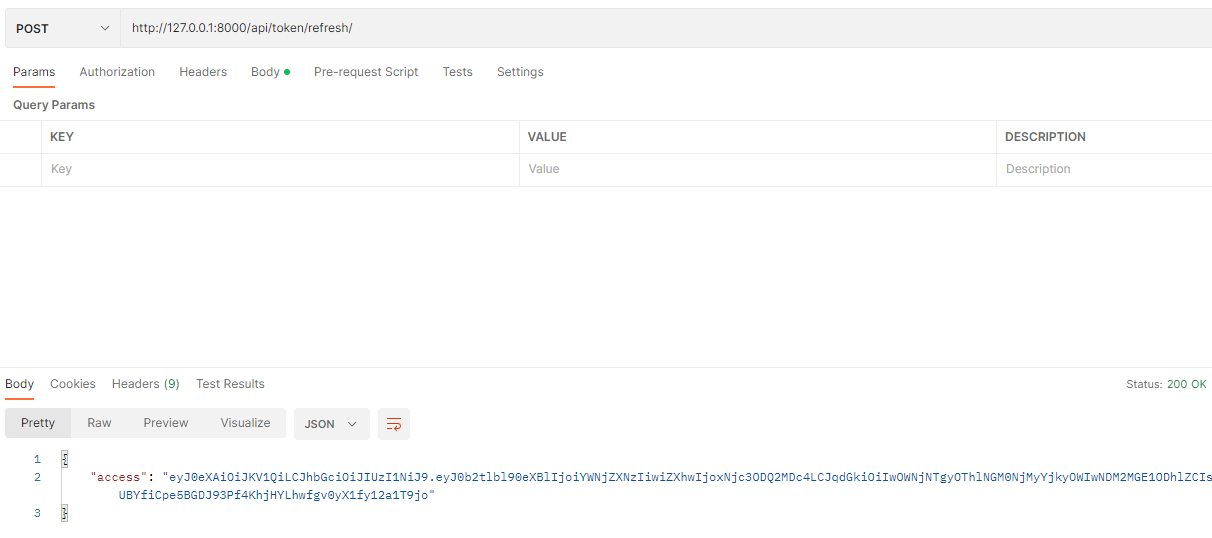 POST http://127.0.0.1:8000/api/token/refresh/
Params Authorization Headers Body Pre-request Script Tests Settings
Query Params
KEY VALUE DESCRIPTION
Key Value Description
Body Cookies Headers (9) Test Results Status: 200 OK
Pretty Raw Preview Visualize JSON
1 {
2 "access": "eyJ0eXAiOiJKV1QiLCJhbGciOiJIUzI1NiJ9.eyJ0b2tlbl90eXBlIjoiYWNjZXNzIiwiZXhwIjoxNjc3ODQ2MDc4LCJqdGkiOiIwOWNjNTgyOThlNGM0NjMyYjkyOWIwNDM2MGE1ODhlZCIs
UBYfiCpe5BGDJ93Pf4KhjHYLhwfgv0yX1fy12a1T9jo"
3 }